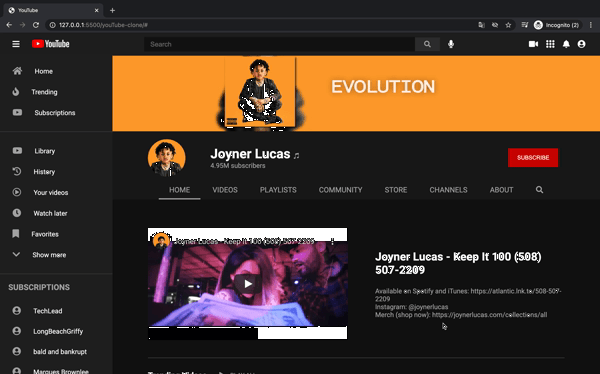 YouTube
127.0.0.1:5500/youTube-clone/#
Incognito (2)
YouTube
Search
Home
Trending
Subscriptions
Library
History
Your videos
Watch later
Favorites
Show more
SUBSCRIPTIONS
TechLead
LongBeachGriffy
bald and bankrupt
Marques Brownlee
EVOLUTION
Joyner Lucas
4.95M subscribers
SUBSCRIBE
HOME
VIDEOS
PLAYLISTS
COMMUNITY
STORE
CHANNELS
ABOUT
Joyner Lucas - Keep It 100 (508) 507-2209
Joyner Lucas - Keep It 100 (508)
507-2209
Available on Spotify and iTunes: https://atlantic.lnk.to/508-507-
2209
Instagram: @joynerlucas
Merch (shop now): https://joynerlucas.com/collections/all
Trending Videos